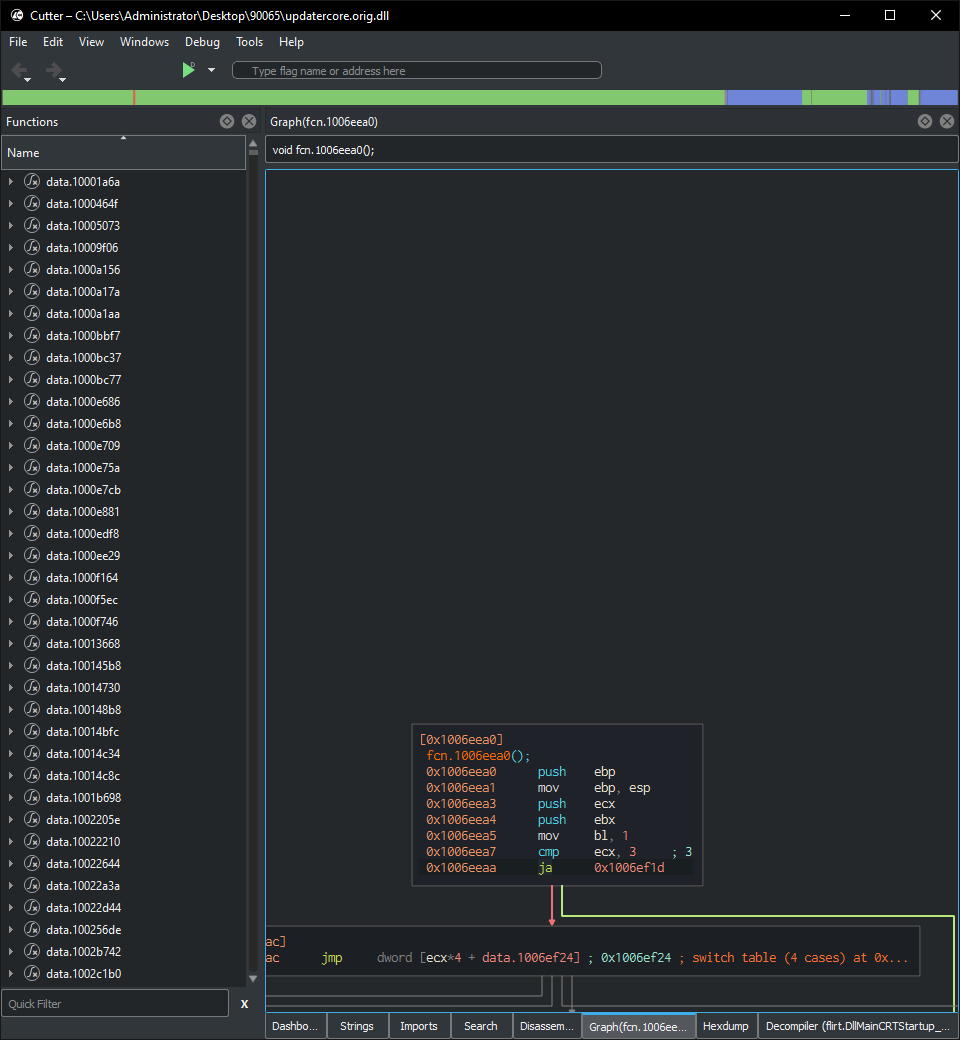 Cutter – C:\Users\Administrator\Desktop\90065\updatercore.orig.dll
File Edit View Windows Debug Tools Help
Type flag name or address here
Functions
Name
data.10001a6a
data.1000464f
data.10005073
data.10009f06
data.1000a156
data.1000a17a
data.1000a1aa
data.1000bbf7
data.1000bc37
data.1000bc77
data.1000e686
data.1000e6b8
data.1000e709
data.1000e75a
data.1000e7cb
data.1000e881
data.1000edf8
data.1000ee29
data.1000f164
data.1000f5ec
data.1000f746
data.10013668
data.100145b8
data.10014730
data.100148b8
data.10014bfc
data.10014c34
data.10014c8c
data.1001b698
data.1002205e
data.10022210
data.10022644
data.10022a3a
data.10022d44
data.100256de
data.1002b742
data.1002c1b0
Quick Filter X
Graph(fcn.1006eea0)
void fcn.1006eea0();
[0x1006eea0]
fcn.1006eea0();
0x1006eea0 push ebp
0x1006eea1 mov ebp, esp
0x1006eea3 push ecx
0x1006eea4 push ebx
0x1006eea5 mov bl, 1
0x1006eea7 cmp ecx, 3 ; 3
0x1006eeaa ja 0x1006ef1d
ac]
ac jmp dword [ecx*4 + data.1006ef24] ; 0x1006ef24 ; switch table (4 cases) at 0x...
Dashbo... Strings Imports Search Disassem... Graph(fcn.1006ee... Hexdump Decompiler (flirt.DllMainCRTStartup_...